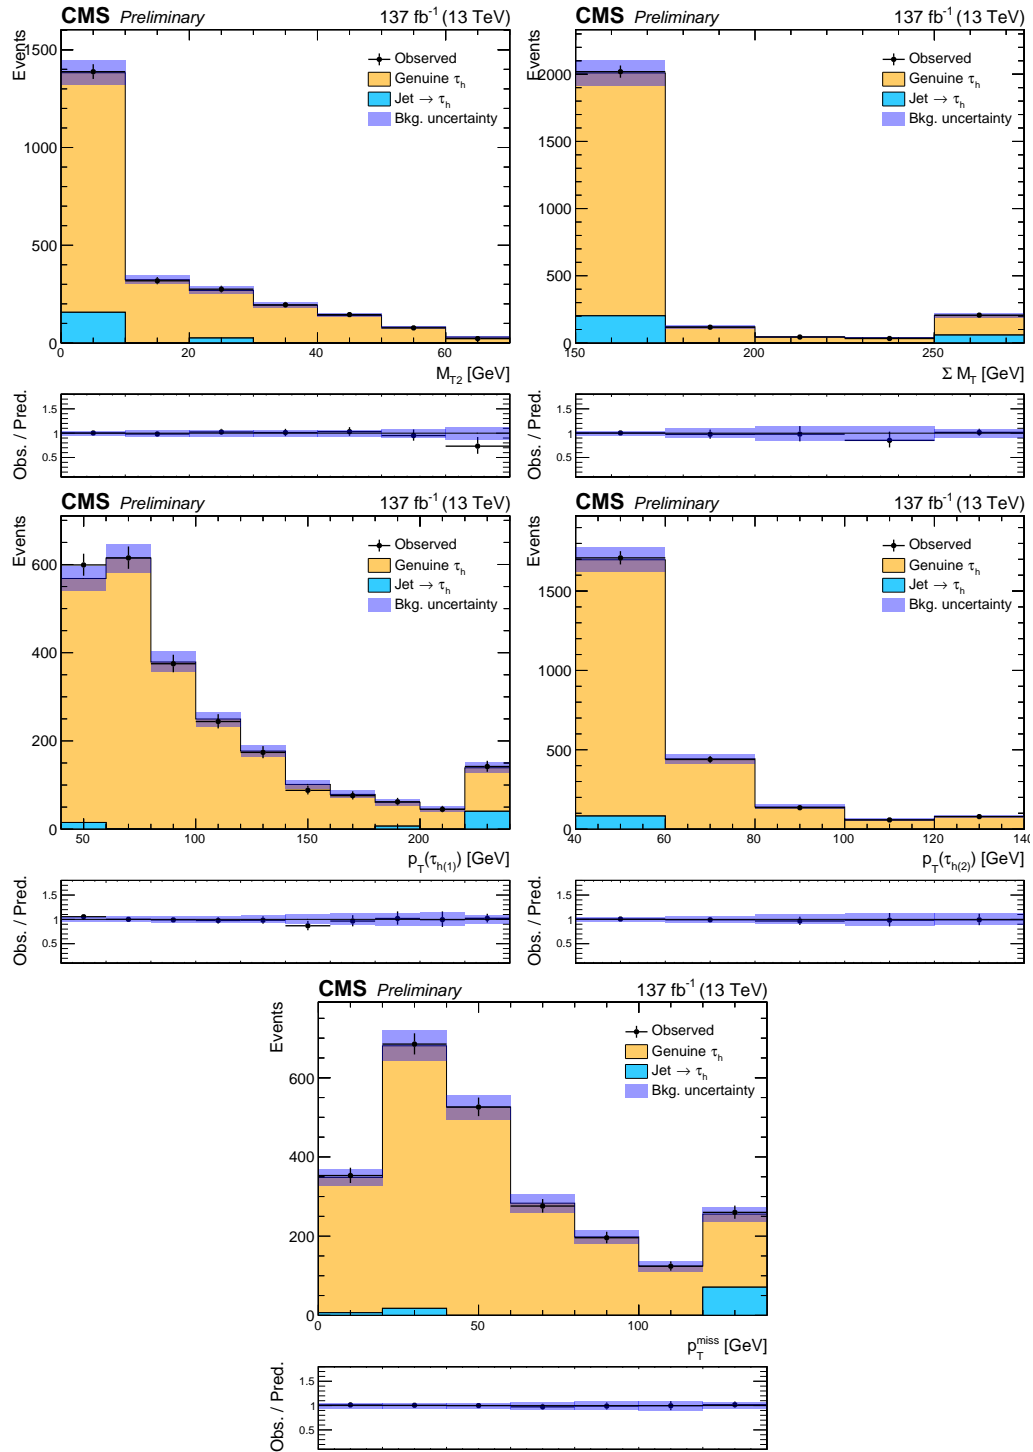 CMS Preliminary 137 fb⁻¹ (13 TeV)
Events
1500
1000
500
0
Observed
Genuine τh
Jet → τh
Bkg. uncertainty
0 20 40 60
M_T2 [GeV]
Obs. / Pred.
1.5
1
0.5
CMS Preliminary 137 fb⁻¹ (13 TeV)
Events
2000
1500
1000
500
0
Observed
Genuine τh
Jet → τh
Bkg. uncertainty
150 200 250
Σ M_T [GeV]
Obs. / Pred.
1.5
1
0.5
CMS Preliminary 137 fb⁻¹ (13 TeV)
Events
600
400
200
0
Observed
Genuine τh
Jet → τh
Bkg. uncertainty
50 100 150 200
p_T(τ_h(1)) [GeV]
Obs. / Pred.
1.5
1
0.5
CMS Preliminary 137 fb⁻¹ (13 TeV)
Events
1500
1000
500
0
Observed
Genuine τh
Jet → τh
Bkg. uncertainty
40 60 80 100 120 140
p_T(τ_h(2)) [GeV]
Obs. / Pred.
1.5
1
0.5
CMS Preliminary 137 fb⁻¹ (13 TeV)
Events
600
400
200
0
Observed
Genuine τh
Jet → τh
Bkg. uncertainty
0 50 100
p_T^miss [GeV]
Obs. / Pred.
1.5
1
0.5